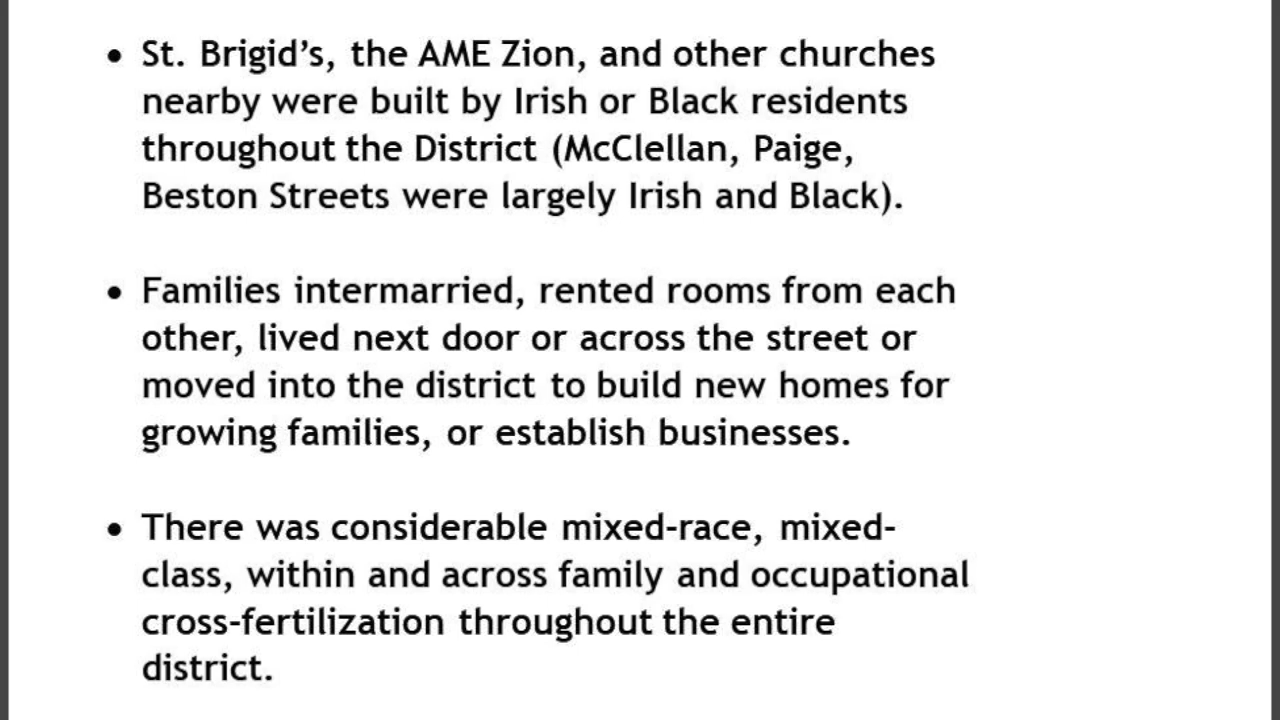 • St. Brigid’s, the AME Zion, and other churches
nearby were built by Irish or Black residents
throughout the District (McClellan, Paige,
Beston Streets were largely Irish and Black).
• Families intermarried, rented rooms from each
other, lived next door or across the street or
moved into the district to build new homes for
growing families, or establish businesses.
• There was considerable mixed-race, mixed-
class, within and across family and occupational
cross-fertilization throughout the entire
district.